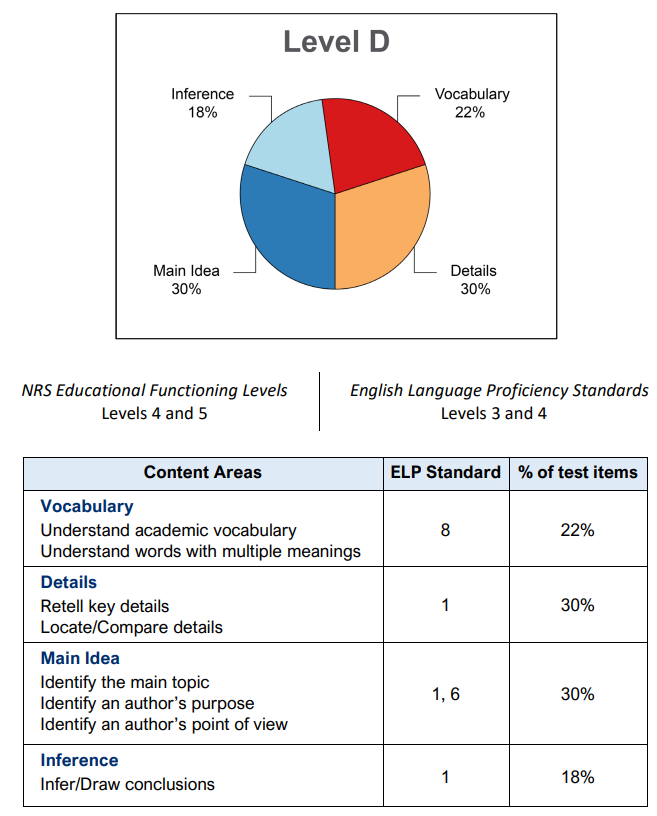 Level D
Inference
18%
Vocabulary
22%
Main Idea
30%
Details
30%
NRS Educational Functioning Levels
Levels 4 and 5
English Language Proficiency Standards
Levels 3 and 4
Content Areas
ELP Standard
% of test items
Vocabulary
Understand academic vocabulary
Understand words with multiple meanings
8
22%
Details
Retell key details
Locate/Compare details
1
30%
Main Idea
Identify the main topic
Identify an author’s purpose
Identify an author’s point of view
1, 6
30%
Inference
Infer/Draw conclusions
1
18%